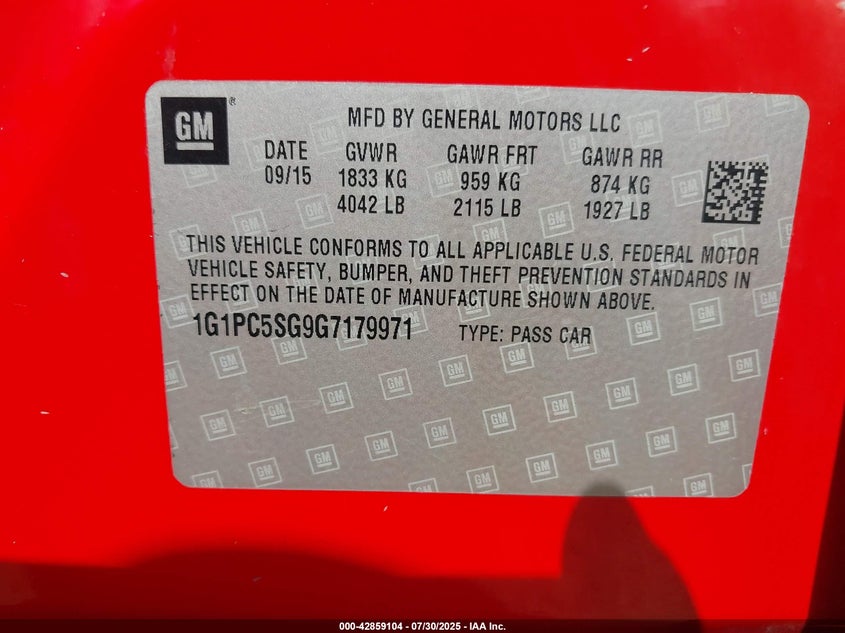 GM®
MFD BY GENERAL MOTORS LLC
DATE GVWR GAWR FRT GAWR RR
09/15 1833 KG 959 KG 874 KG
4042 LB 2115 LB 1927 LB
THIS VEHICLE CONFORMS TO ALL APPLICABLE U.S. FEDERAL MOTOR
VEHICLE SAFETY, BUMPER, AND THEFT PREVENTION STANDARDS IN
EFFECT ON THE DATE OF MANUFACTURE SHOWN ABOVE.
1G1PC5SG9G7179971 TYPE: PASS CAR
000-42859104 / 07/30/2025 - IAA Inc.